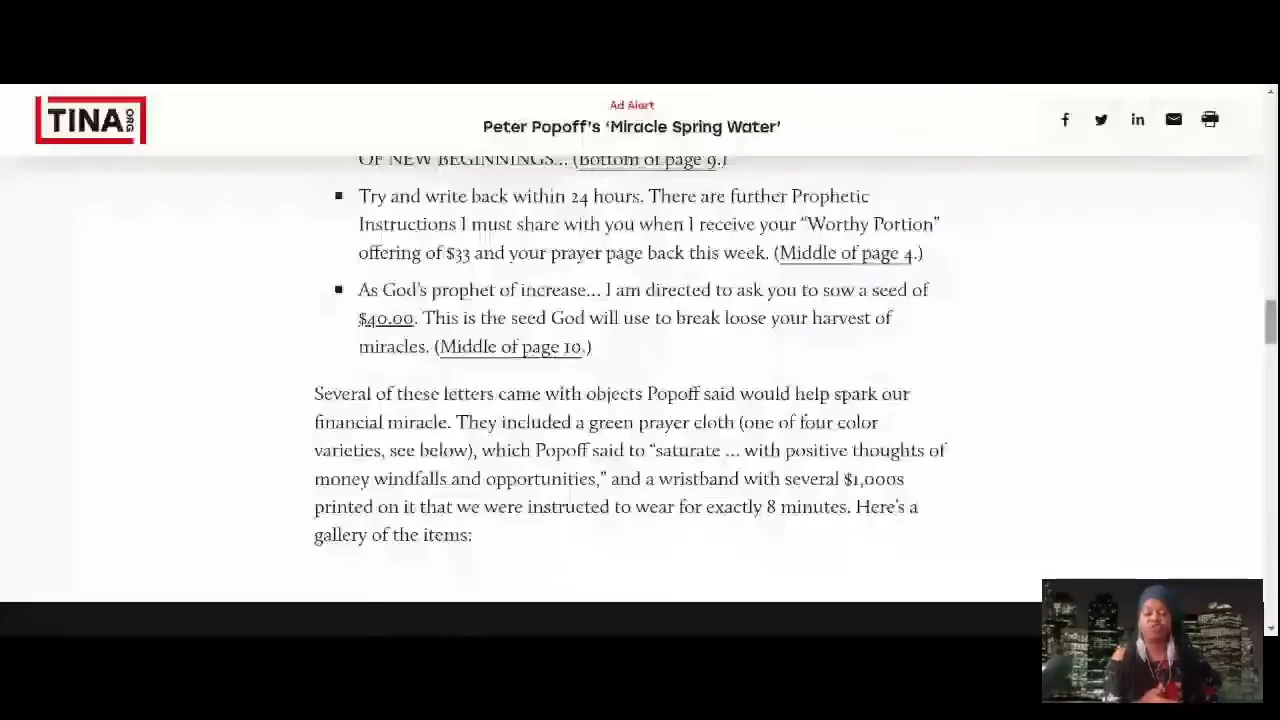 TINA.ORG
Ad Alert
Peter Popoff's 'Miracle Spring Water'
OF NEW BEGINNINGS... (Bottom of page 9.)
▪ Try and write back within 24 hours. There are further Prophetic
Instructions I must share with you when I receive your “Worthy Portion”
offering of $33 and your prayer page back this week. (Middle of page 4.)
▪ As God's prophet of increase... I am directed to ask you to sow a seed of
$40.00. This is the seed God will use to break loose your harvest of
miracles. (Middle of page 10.)
Several of these letters came with objects Popoff said would help spark our
financial miracle. They included a green prayer cloth (one of four color
varieties, see below), which Popoff said to “saturate ... with positive thoughts of
money windfalls and opportunities,” and a wristband with several $1,000s
printed on it that we were instructed to wear for exactly 8 minutes. Here's a
gallery of the items: